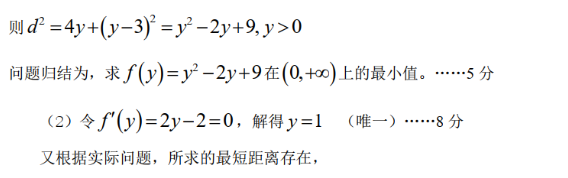 则 d² =4y+(y−3)² = y² −2y+9, y>0
问题归结为，求 f(y)=y² −2y+9 在(0,+∞)上的最小值。……5 分
（2）令 f′(y)=2y−2=0，解得 y=1 （唯一）……8 分
又根据实际问题，所求的最短距离存在，